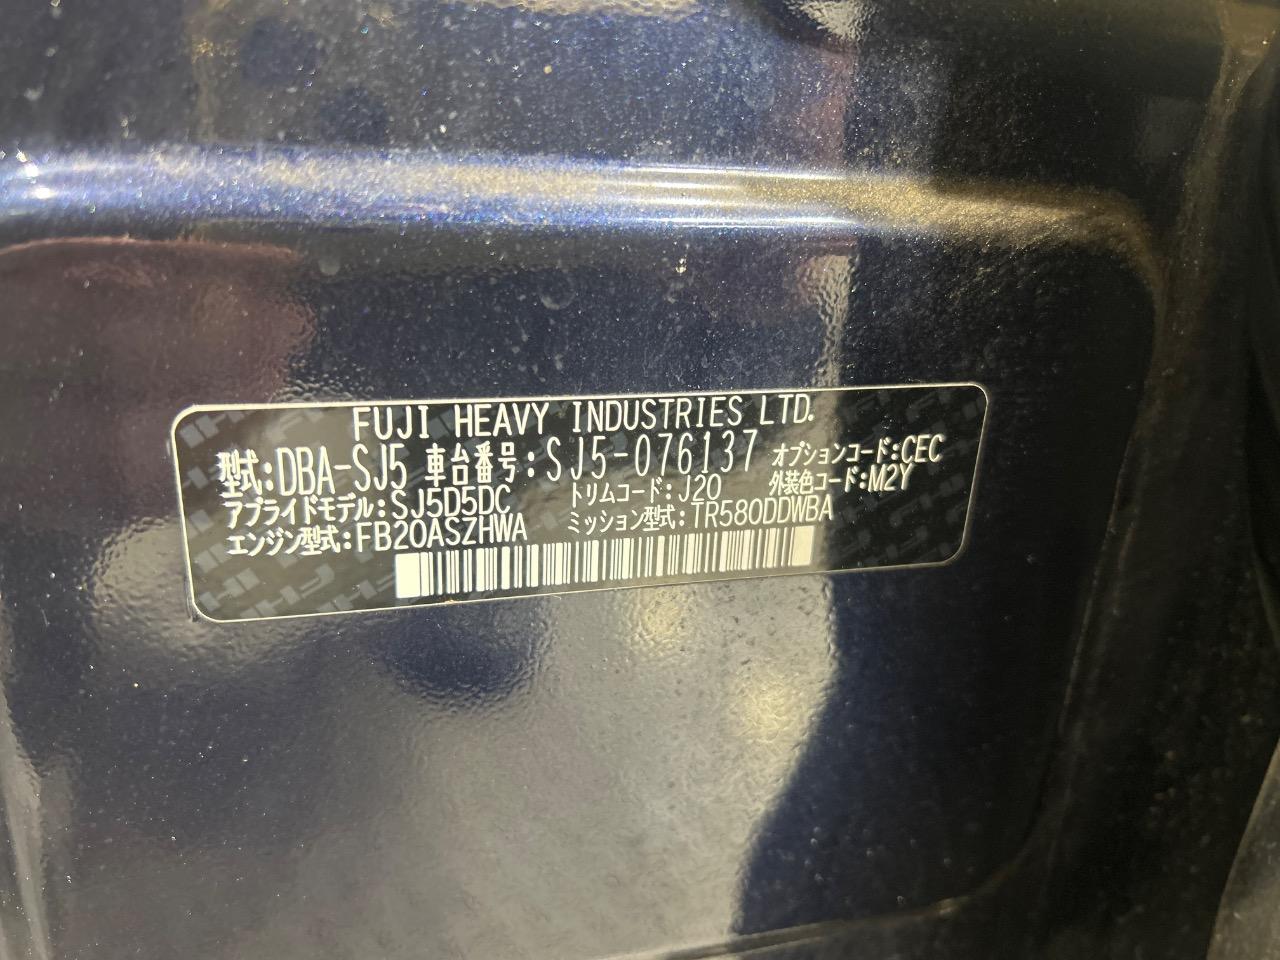 FUJI HEAVY INDUSTRIES LTD.
型式:DBA-SJ5 車台番号:SJ5-076137 オプションコード:CEC
アプライドモデル:SJ5D5DC トリムコード:J20 外装色コード:M2Y
エンジン型式:FB20ASZHWA ミッション型式:TR580DDWBA